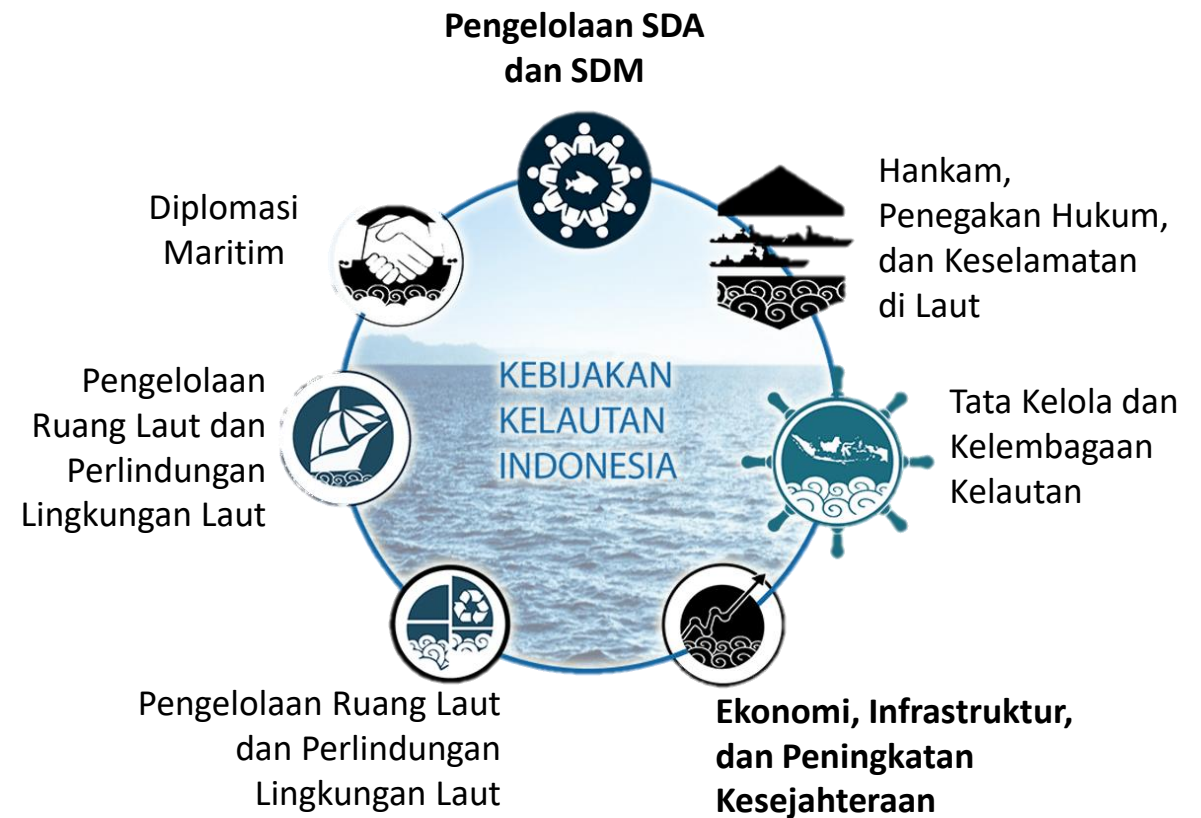 Pengelolaan SDA
dan SDM
Hankam,
Penegakan Hukum,
dan Keselamatan
di Laut
Tata Kelola dan
Kelembagaan
Kelautan
Ekonomi, Infrastruktur,
dan Peningkatan
Kesejahteraan
Pengelolaan Ruang Laut
dan Perlindungan
Lingkungan Laut
Pengelolaan
Ruang Laut dan
Perlindungan
Lingkungan Laut
Diplomasi
Maritim
KEBIJAKAN
KELAUTAN
INDONESIA